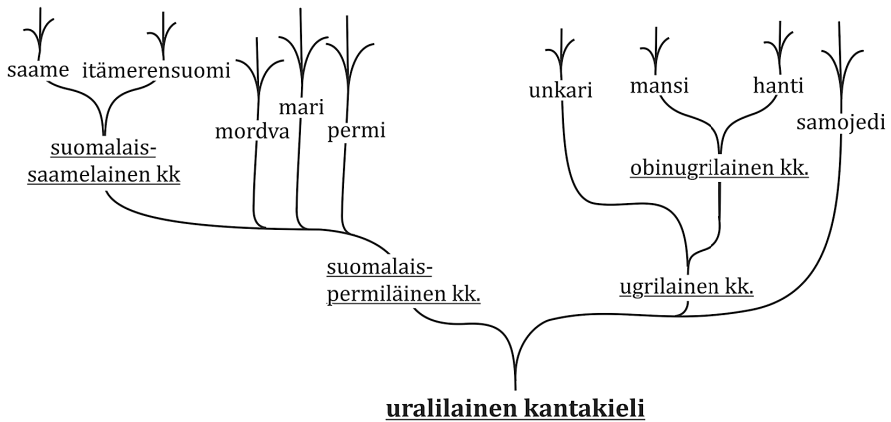 saame itämerensuomi
unkari
mansi
hanti
mari
mordva
permi
samojedi
suomalais-
saamelainen kk
obinugrilainen kk.
suomalais-
permiläinen kk.
ugrilainen kk.
uralilainen kantakieli